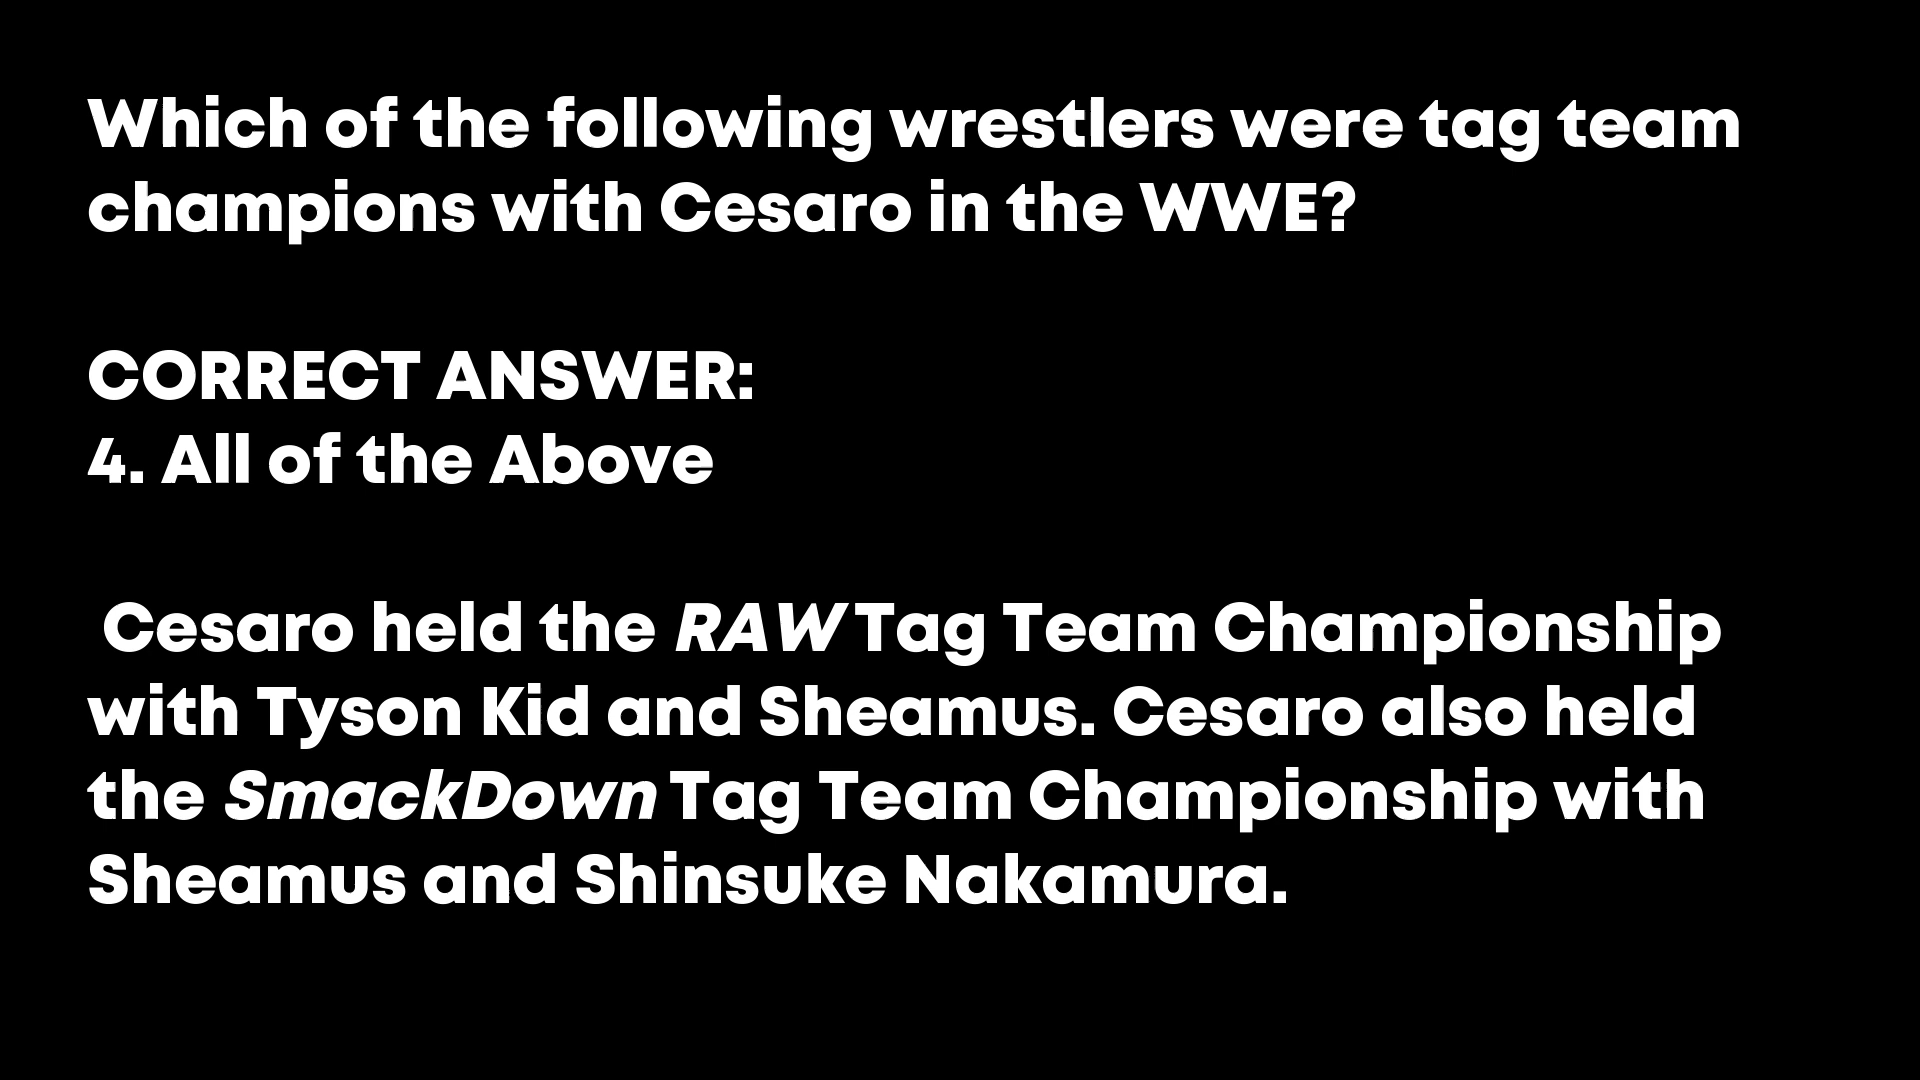 Which of the following wrestlers were tag team
champions with Cesaro in the WWE?
CORRECT ANSWER:
4. All of the Above
Cesaro held the RAW Tag Team Championship
with Tyson Kid and Sheamus. Cesaro also held
the SmackDown Tag Team Championship with
Sheamus and Shinsuke Nakamura.